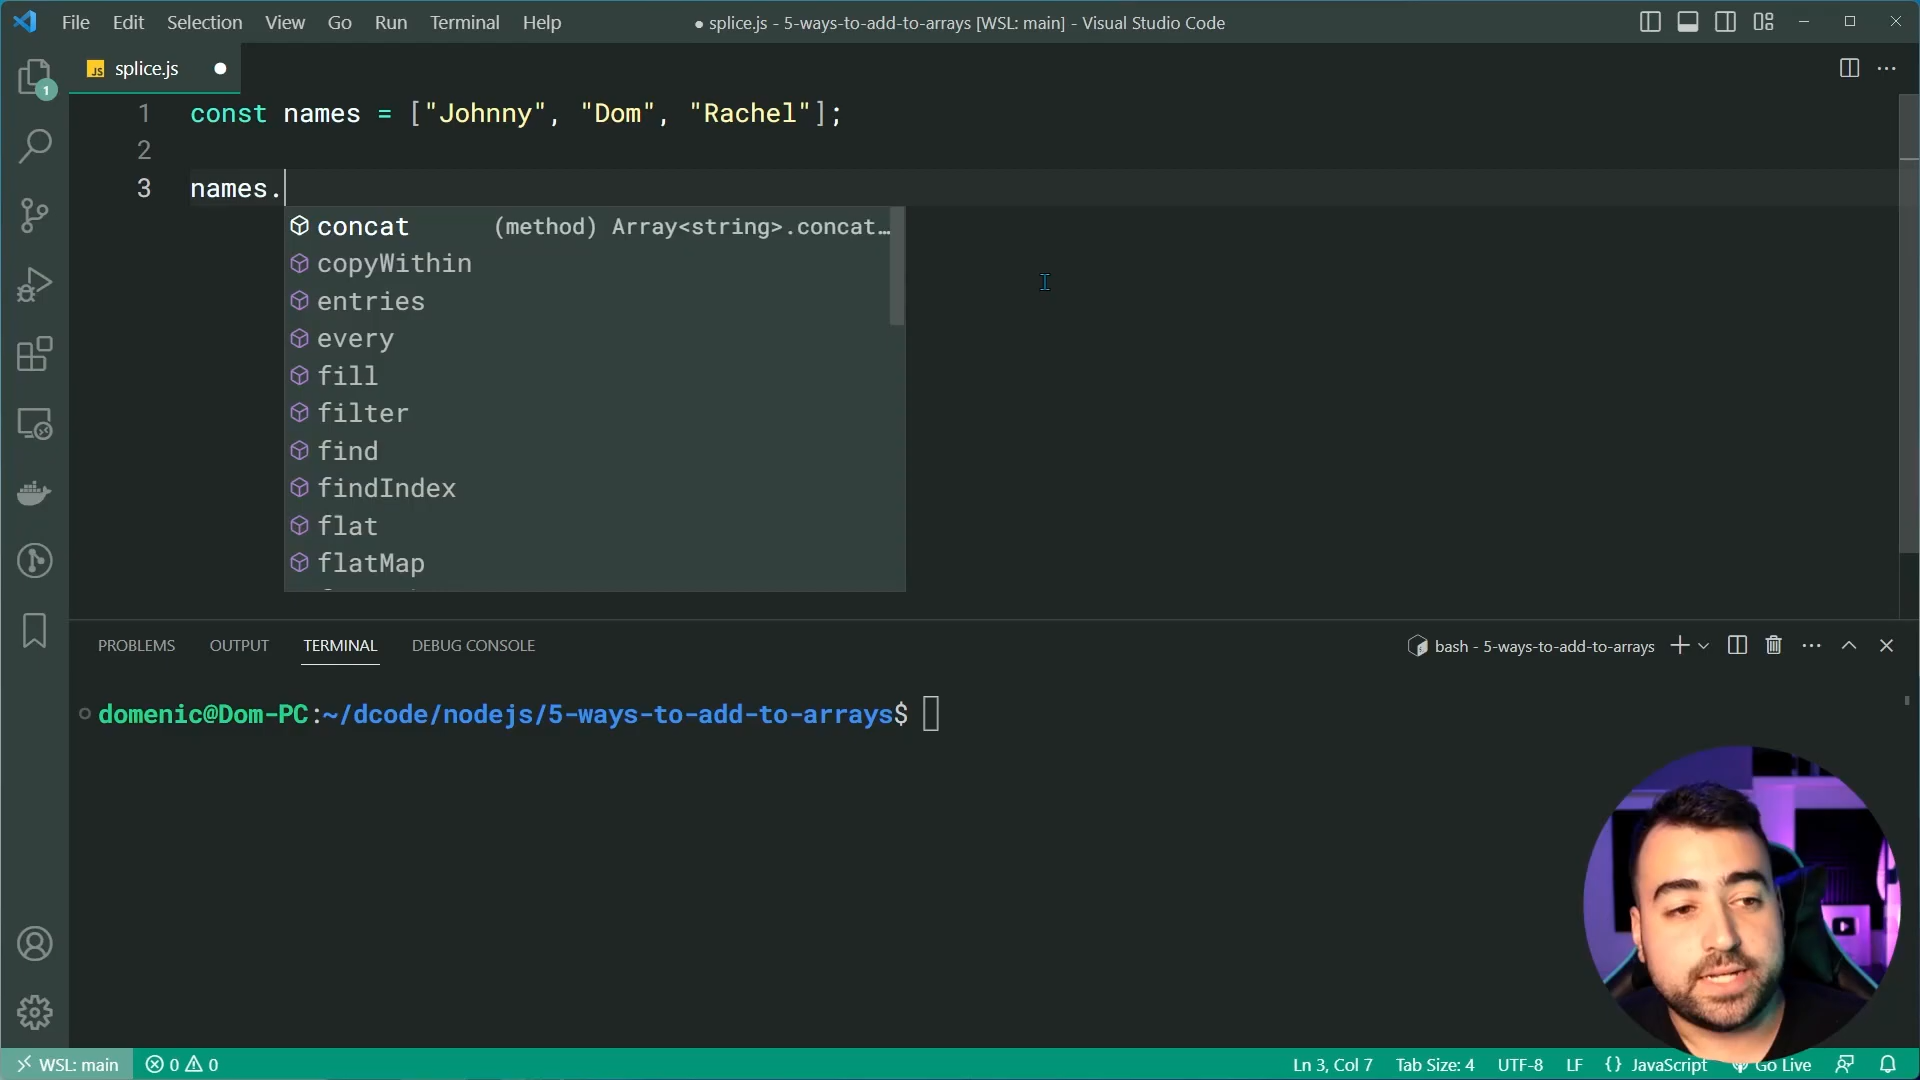 File Edit Selection View Go Run Terminal Help
● splice.js - 5-ways-to-add-to-arrays [WSL: main] - Visual Studio Code
JS splice.js
1
1 const names = ["Johnny", "Dom", "Rachel"];
2
3 names.
concat (method) Array<string>.concat…
copyWithin
entries
every
fill
filter
find
findIndex
flat
flatMap
PROBLEMS OUTPUT TERMINAL DEBUG CONSOLE
bash - 5-ways-to-add-to-arrays
domenic@Dom-PC:~/dcode/nodejs/5-ways-to-add-to-arrays$
WSL: main 0 0
Ln 3, Col 7 Tab Size: 4 UTF-8 LF {} JavaScript Go Live